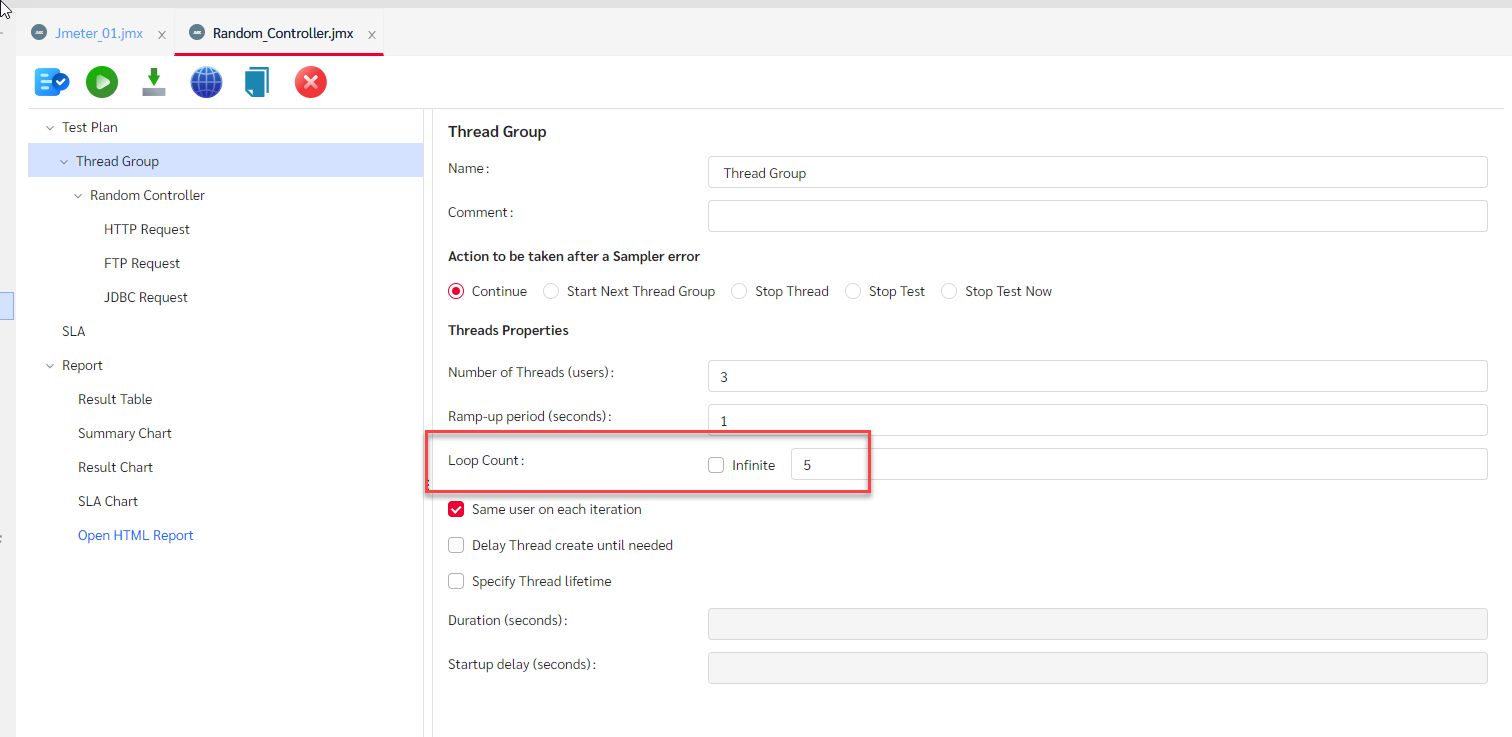 Jmeter_01.jmx x Random_Controller.jmx x
Test Plan
Thread Group
Random Controller
HTTP Request
FTP Request
JDBC Request
SLA
Report
Result Table
Summary Chart
Result Chart
SLA Chart
Open HTML Report
Thread Group
Name: Thread Group
Comment:
Action to be taken after a Sampler error
Continue Start Next Thread Group Stop Thread Stop Test Stop Test Now
Threads Properties
Number of Threads (users): 3
Ramp-up period (seconds): 1
Loop Count: Infinite 5
Same user on each iteration
Delay Thread create until needed
Specify Thread lifetime
Duration (seconds):
Startup delay (seconds):